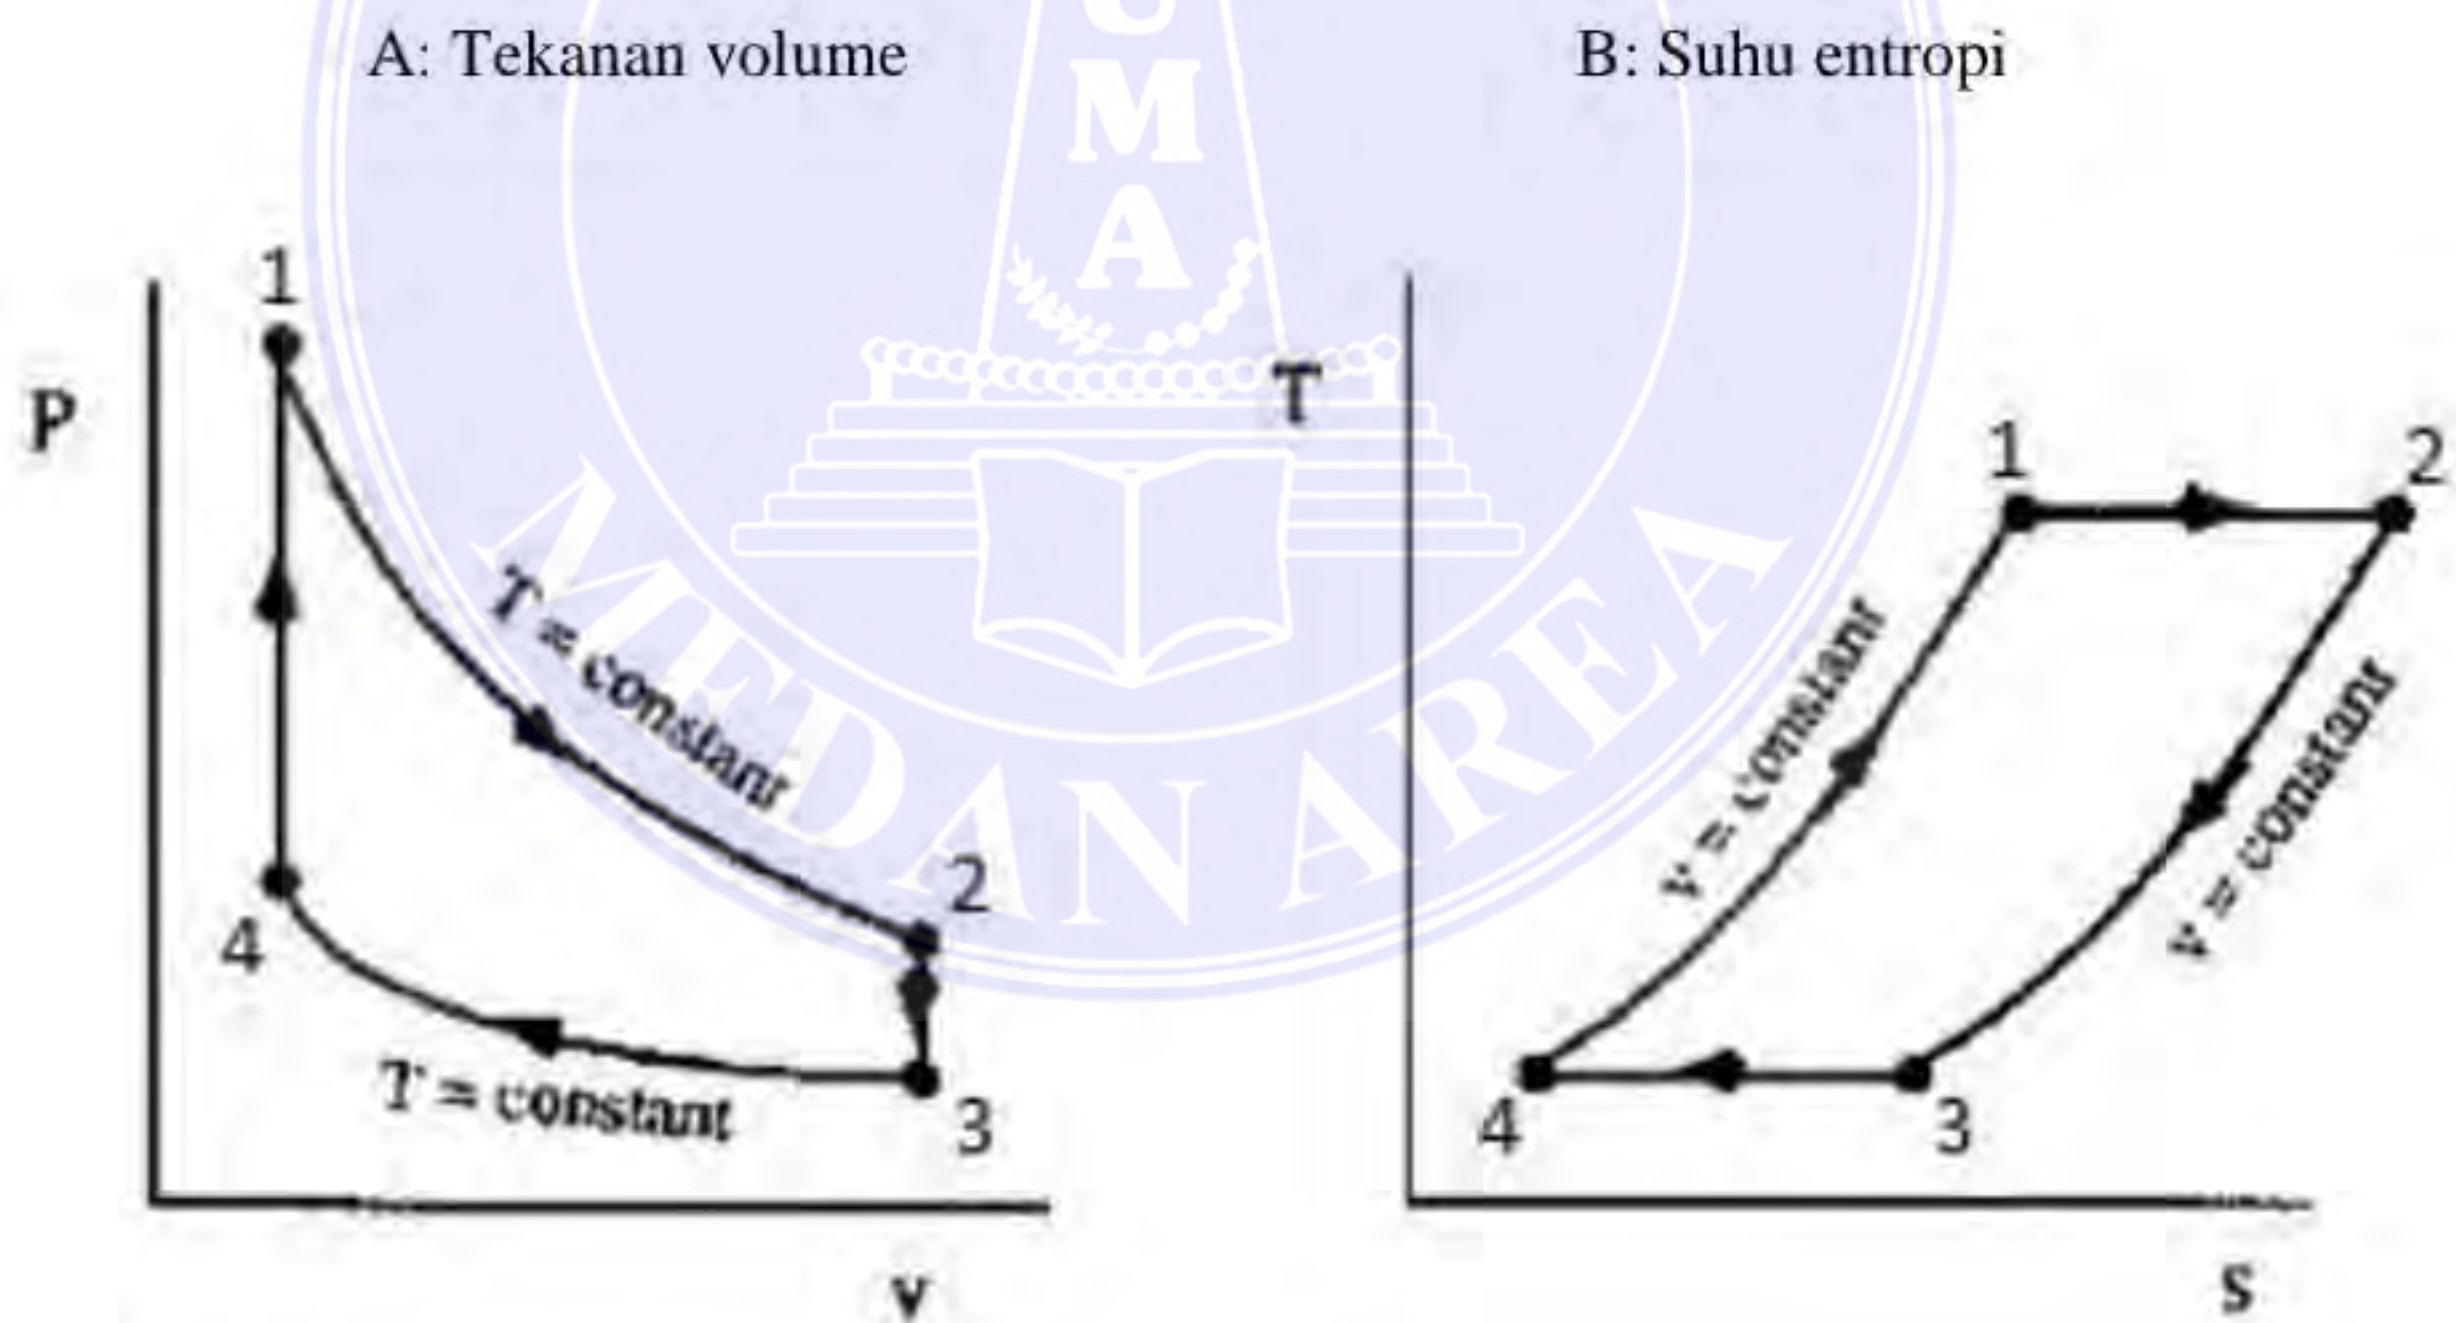 A: Tekanan volume
B: Suhu entropi
U
M
A
MEDAN AREA
P
1
T = constant
2
4
T = constant
3
v
T
1
2
v = constant
v = constant
4
3
s